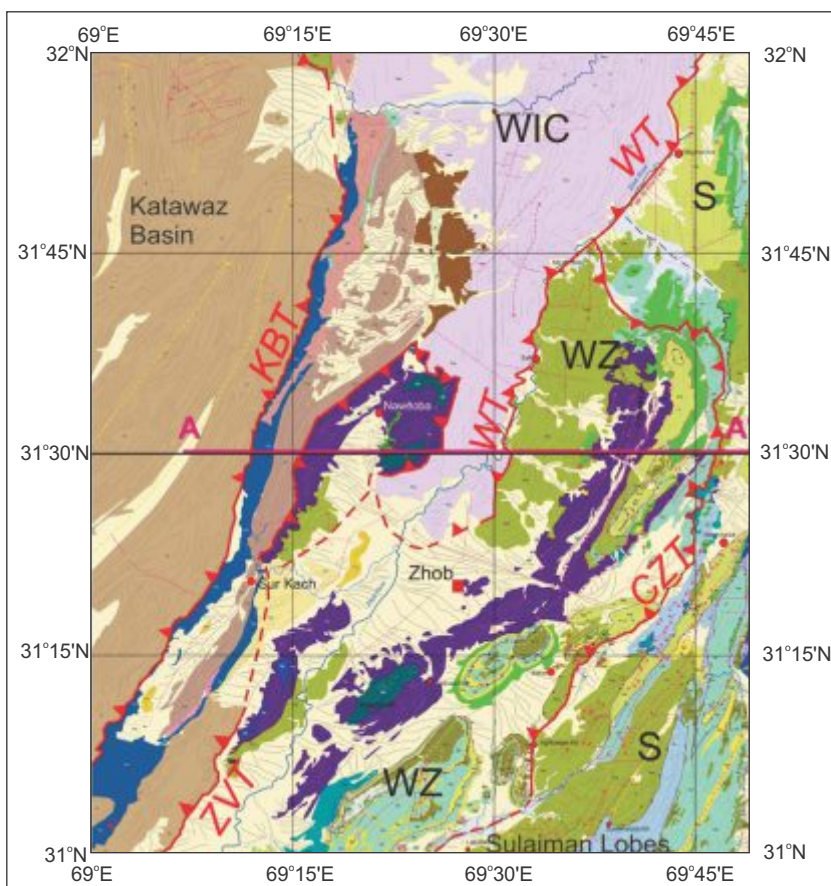 69°E 69°15'E 69°30'E 69°45'E
32°N 32°N
WIC
WT
S
Katawaz
Basin
31°45'N 31°45'N
KBT
WZ
WT
Nawaoba
A A
31°30'N 31°30'N
Zhob
CZT
Gur Kach
31°15'N 31°15'N
S
WZ
ZVT
Sulaiman Lobes
31°N 31°N
69°E 69°15'E 69°30'E 69°45'E